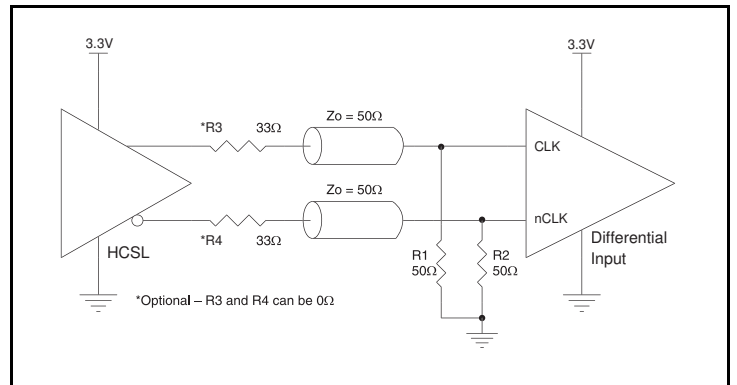 3.3V
3.3V
Zo = 50Ω
*R3 33Ω
CLK
Zo = 50Ω
nCLK
*R4 33Ω
HCSL
R1
50Ω
R2
50Ω
Differential
Input
*Optional – R3 and R4 can be 0Ω